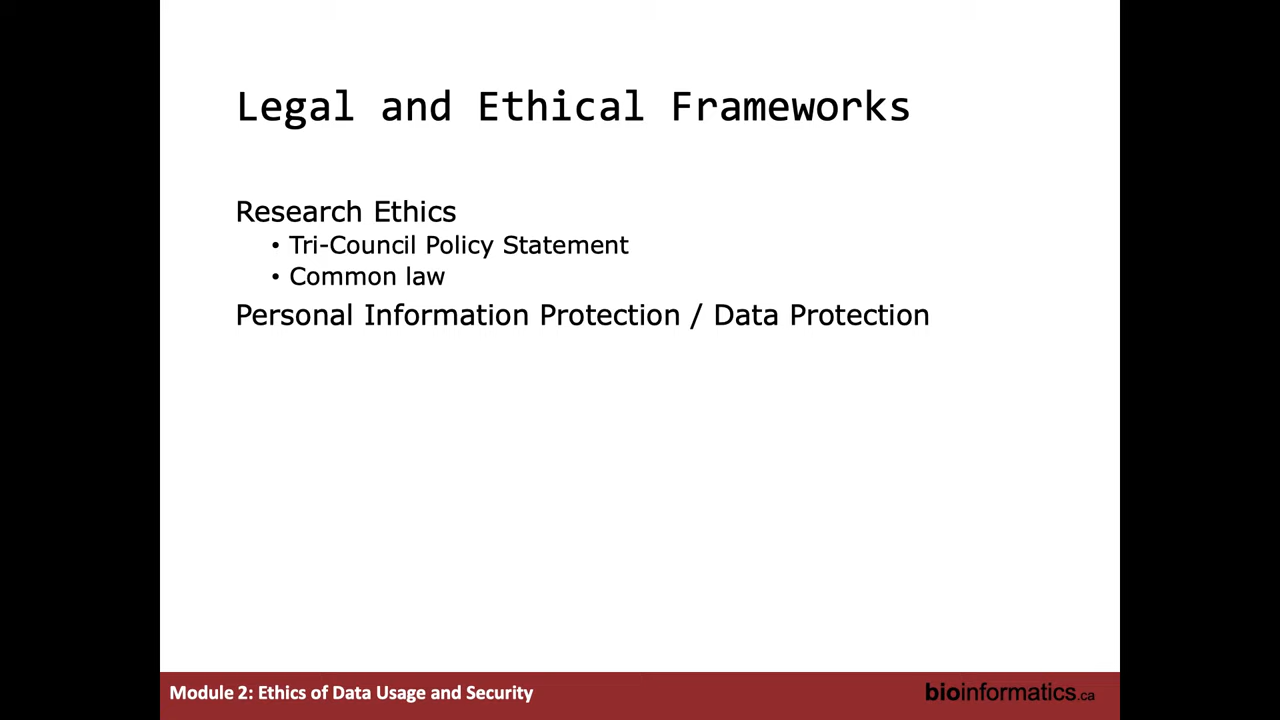 Legal and Ethical Frameworks
Research Ethics
• Tri-Council Policy Statement
• Common law
Personal Information Protection / Data Protection
Module 2: Ethics of Data Usage and Security
bioinformatics.ca